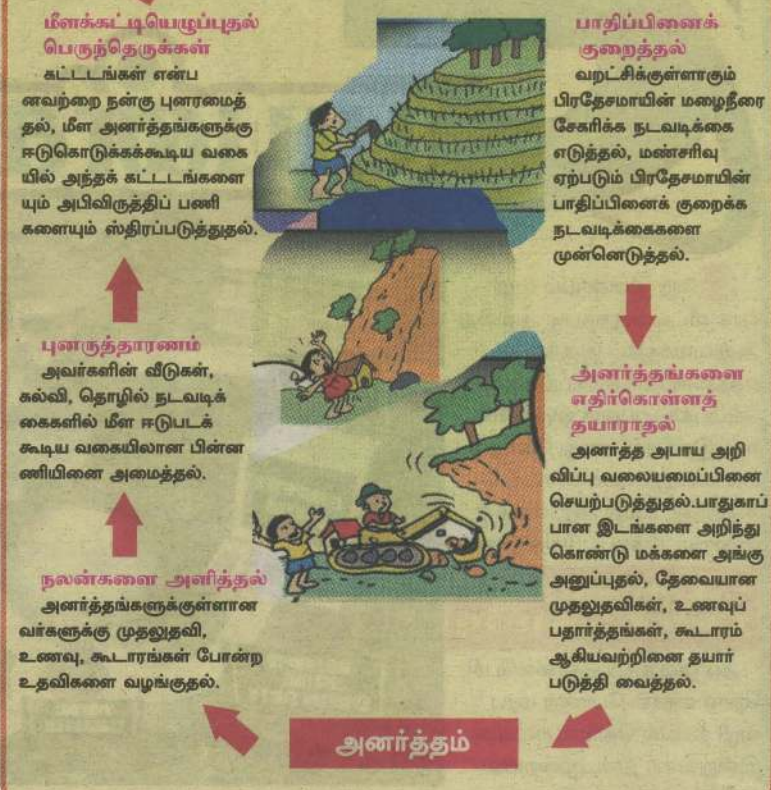 மீளக்கட்டியெழுப்புதல்
பெருந்தெருக்கள்
கட்டடங்கள் என்ப
னவற்றை நன்கு புனரமைத்
தல், மீள அனர்த்தங்களுக்கு
ஈடுகொடுக்கக்கூடிய வகை
யில் அந்தக் கட்டடங்களை
யும் அபிவிருத்திப் பணி
களையும் ஸ்திரப்படுத்துதல்.
புனருத்தாரணம்
அவர்களின் வீடுகள்,
கல்வி, தொழில் நடவடிக்
கைகளில் மீள ஈடுபடக்
கூடிய வகையிலான பின்ன
ணியினை அமைத்தல்.
நலன்களை அளித்தல்
அனர்த்தங்களுக்குள்ளான
வர்களுக்கு முதலுதவி,
உணவு, கூடாரங்கள் போன்ற
உதவிகளை வழங்குதல்.
பாதிப்பினைக்
குறைத்தல்
வறட்சிக்குள்ளாகும்
பிரதேசமாயின் மழைநீரை
சேகரிக்க நடவடிக்கை
எடுத்தல், மண்சரிவு
ஏற்படும் பிரதேசமாயின்
பாதிப்பினைக் குறைக்க
நடவடிக்கைகளை
முன்னெடுத்தல்.
அனர்த்தங்களை
எதிர்கொள்ளத்
தயாராதல்
அனர்த்த அபாய அறி
விப்பு வலையமைப்பினை
செயற்படுத்துதல்.பாதுகாப்
பான இடங்களை அறிந்து
கொண்டு மக்களை அங்கு
அனுப்புதல், தேவையான
முதலுதவிகள், உணவுப்
பதார்த்தங்கள், கூடாரம்
ஆகியவற்றினை தயார்
படுத்தி வைத்தல்.
அனர்த்தம்